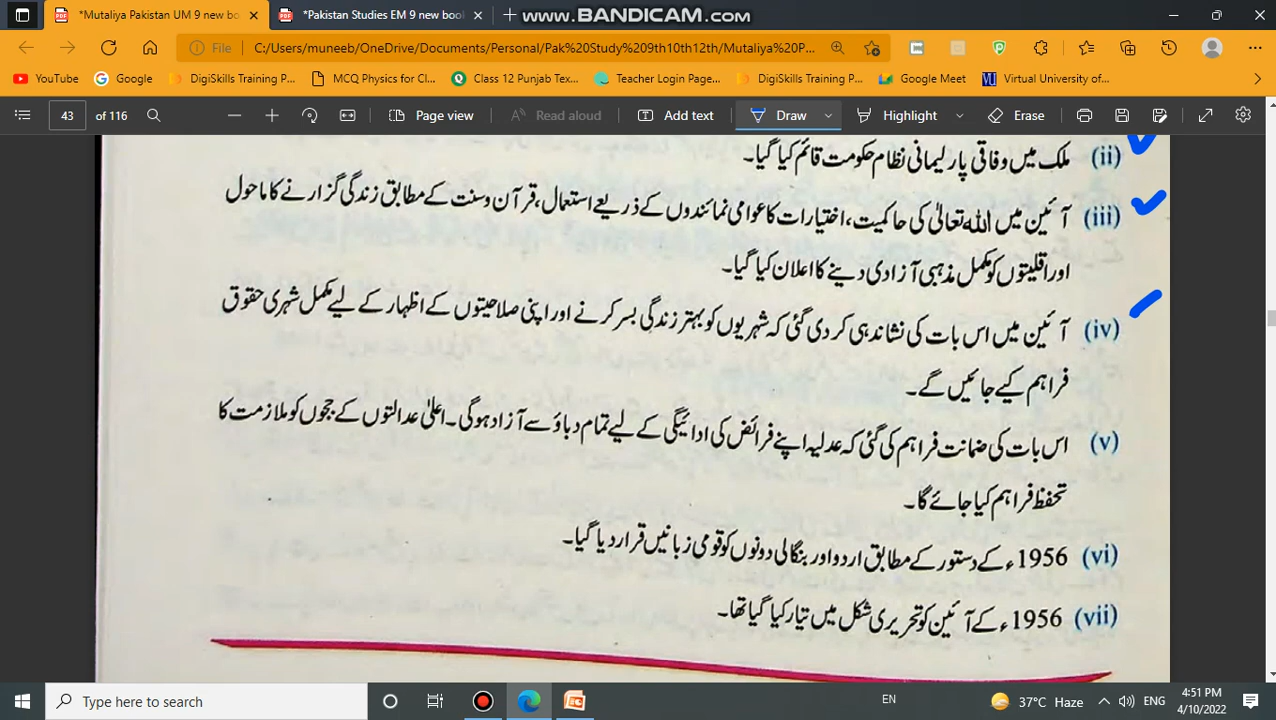 *Mutaliya Pakistan UM 9 new bo
*Pakistan Studies EM 9 new bool
www.BANDICAM.com
File
C:/Users/muneeb/OneDrive/Documents/Personal/Pak%20Study%209th10th12th/Mutaliya%20P...
YouTube
Google
DigiSkills Training P...
MCQ Physics for Cl...
Class 12 Punjab Tex...
Teacher Login Page...
DigiSkills Training P...
Google Meet
Virtual University of...
43 of 116
Page view
Read aloud
Add text
Draw
Highlight
Erase
(ii) ملک میں وفاقی پارلیمانی نظام حکومت قائم کیا گیا۔
(iii) آئین میں اللہ تعالیٰ کی حاکمیت، اختیارات کا عوامی نمائندوں کے ذریعے استعمال، قرآن و سنت کے مطابق زندگی گزارنے کا ماحول
اور اقلیتوں کو مکمل مذہبی آزادی دینے کا اعلان کیا گیا۔
(iv) آئین میں اس بات کی نشاندہی کر دی گئی کہ شہریوں کو بہتر زندگی بسر کرنے اور اپنی صلاحیتوں کے اظہار کے لیے مکمل شہری حقوق
فراہم کیے جائیں گے۔
(v) اس بات کی ضمانت فراہم کی گئی کہ عدلیہ اپنے فرائض کی ادائیگی کے لیے تمام دباؤ سے آزاد ہوگی۔ اعلیٰ عدالتوں کے ججوں کو ملازمت کا
تحفظ فراہم کیا جائے گا۔
(vi) 1956ء کے دستور کے مطابق اردو اور بنگالی دونوں کو قومی زبانیں قرار دیا گیا۔
(vii) 1956ء کے آئین کو تحریری شکل میں تیار کیا گیا تھا۔
Type here to search
EN
37°C Haze
ENG
4:51 PM
4/10/2022